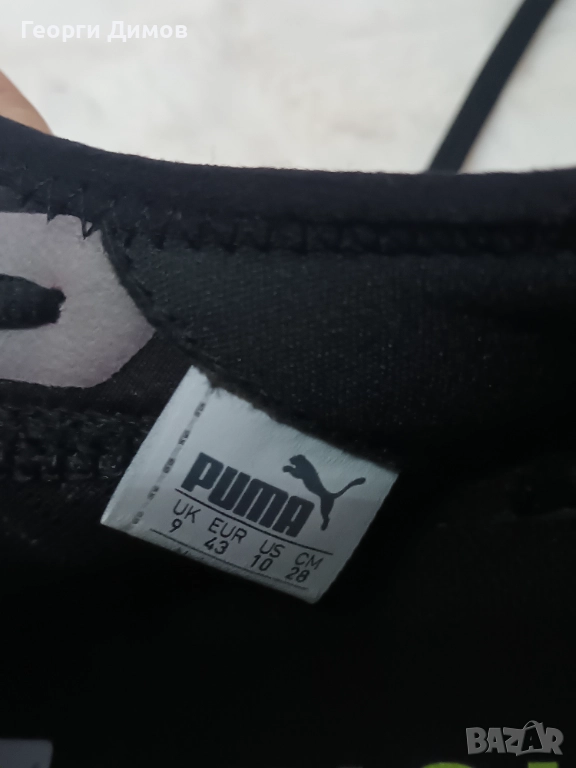 Георги Димов
PUMA
UK EUR US CM
9 43 10 28
BAZAR